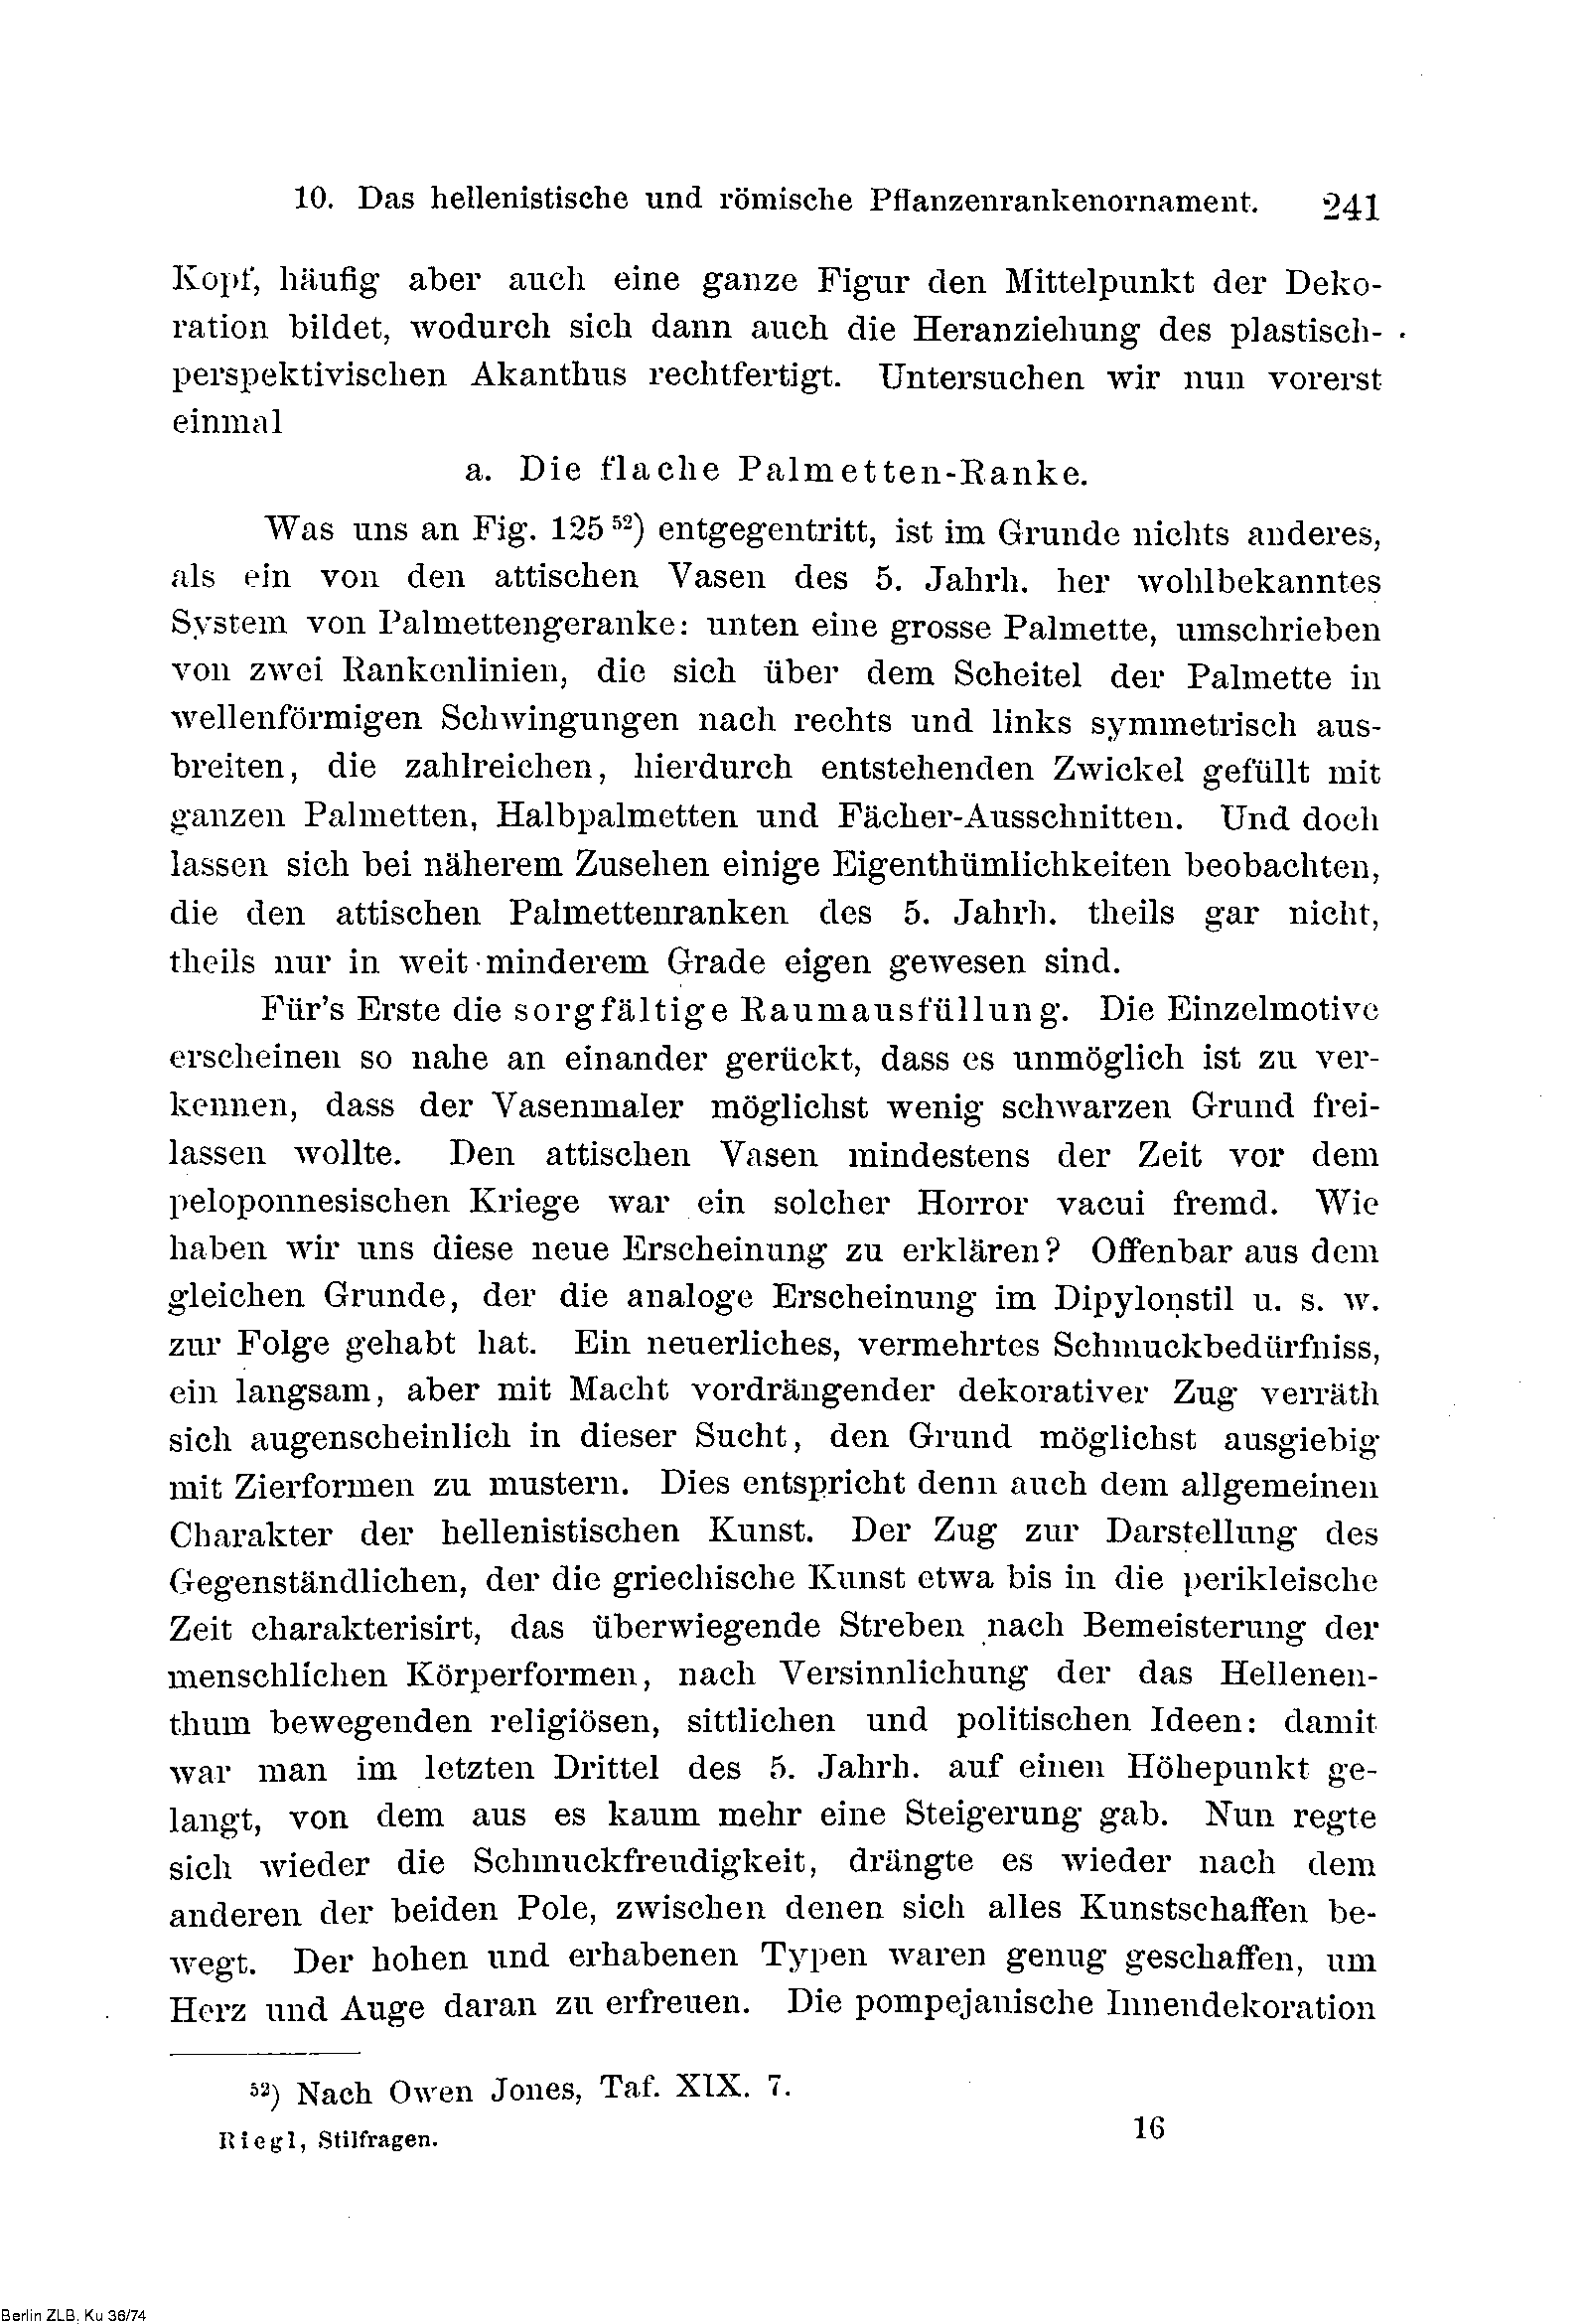 10. Das hellenistische und römische Pflanzenrankenornament. 241
Kopf, häufig aber auch eine ganze Figur den Mittelpunkt der Deko-
ration bildet, wodurch sich dann auch die Heranziehung des plastisch-
perspektivischen Akanthus rechtfertigt. Untersuchen wir nun vorerst
einmal
a. Die flache Palmetten-Ranke.
Was uns an Fig. 125 ⁵²) entgegentritt, ist im Grunde nichts anderes,
als ein von den attischen Vasen des 5. Jahrh. her wohlbekanntes
System von Palmettengeranke: unten eine grosse Palmette, umschrieben
von zwei Rankenlinien, die sich über dem Scheitel der Palmette in
wellenförmigen Schwingungen nach rechts und links symmetrisch aus-
breiten, die zahlreichen, hierdurch entstehenden Zwickel gefüllt mit
ganzen Palmetten, Halbpalmetten und Fächer-Ausschnitten. Und doch
lassen sich bei näherem Zusehen einige Eigenthümlichkeiten beobachten,
die den attischen Palmettenranken des 5. Jahrh. theils gar nicht,
theils nur in weit minderem Grade eigen gewesen sind.
Für's Erste die sorgfältige Raumausfüllung. Die Einzelmotive
erscheinen so nahe an einander gerückt, dass es unmöglich ist zu ver-
kennen, dass der Vasenmaler möglichst wenig schwarzen Grund frei-
lassen wollte. Den attischen Vasen mindestens der Zeit vor dem
peloponnesischen Kriege war ein solcher Horror vacui fremd. Wie
haben wir uns diese neue Erscheinung zu erklären? Offenbar aus dem
gleichen Grunde, der die analoge Erscheinung im Dipylonstil u. s. w.
zur Folge gehabt hat. Ein neuerliches, vermehrtes Schmuckbedürfniss,
ein langsam, aber mit Macht vordrängender dekorativer Zug verräth
sich augenscheinlich in dieser Sucht, den Grund möglichst ausgiebig
mit Zierformen zu mustern. Dies entspricht denn auch dem allgemeinen
Charakter der hellenistischen Kunst. Der Zug zur Darstellung des
Gegenständlichen, der die griechische Kunst etwa bis in die perikleische
Zeit charakterisirt, das überwiegende Streben nach Bemeisterung der
menschlichen Körperformen, nach Versinnlichung der das Hellenen-
thum bewegenden religiösen, sittlichen und politischen Ideen: damit
war man im letzten Drittel des 5. Jahrh. auf einen Höhepunkt ge-
langt, von dem aus es kaum mehr eine Steigerung gab. Nun regte
sich wieder die Schmuckfreudigkeit, drängte es wieder nach dem
anderen der beiden Pole, zwischen denen sich alles Kunstschaffen be-
wegt. Der hohen und erhabenen Typen waren genug geschaffen, um
Herz und Auge daran zu erfreuen. Die pompejanische Innendekoration
⁵²) Nach Owen Jones, Taf. XIX. 7.
Riegl, Stilfragen. 16
Berlin ZLB, Ku 36/74